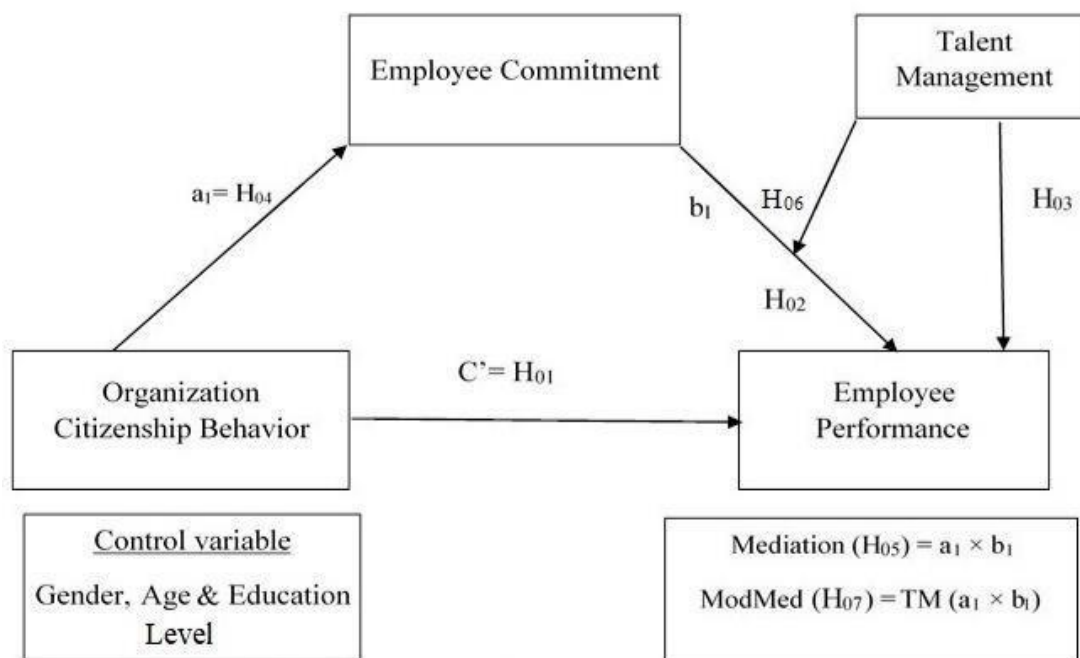 Employee Commitment
Talent
Management
a₁= H₀₄
b₁
H₀₆
H₀₃
H₀₂
C’= H₀₁
Organization
Citizenship Behavior
Employee
Performance
Control variable
Gender, Age & Education
Level
Mediation (H₀₅) = a₁ × b₁
ModMed (H₀₇) = TM (a₁ × b₁)